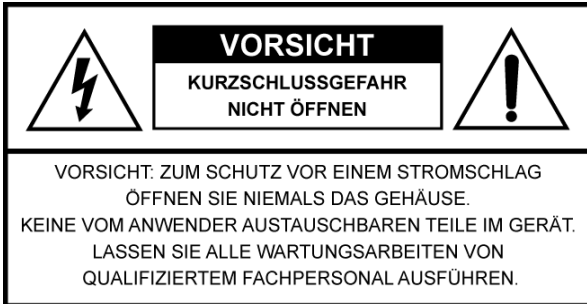 VORSICHT
KURZSCHLUSSGEFAHR
NICHT ÖFFNEN
VORSICHT: ZUM SCHUTZ VOR EINEM STROMSCHLAG
ÖFFNEN SIE NIEMALS DAS GEHÄUSE.
KEINE VOM ANWENDER AUSTAUSCHBAREN TEILE IM GERÄT.
LASSEN SIE ALLE WARTUNGSARBEITEN VON
QUALIFIZIERTEM FACHPERSONAL AUSFÜHREN.